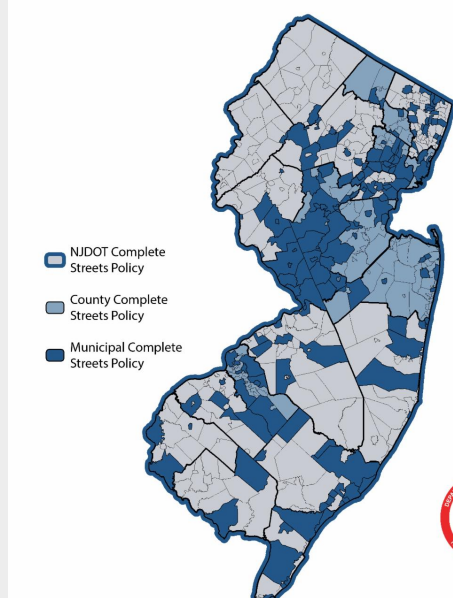 NJDOT Complete
Streets Policy
County Complete
Streets Policy
Municipal Complete
Streets Policy